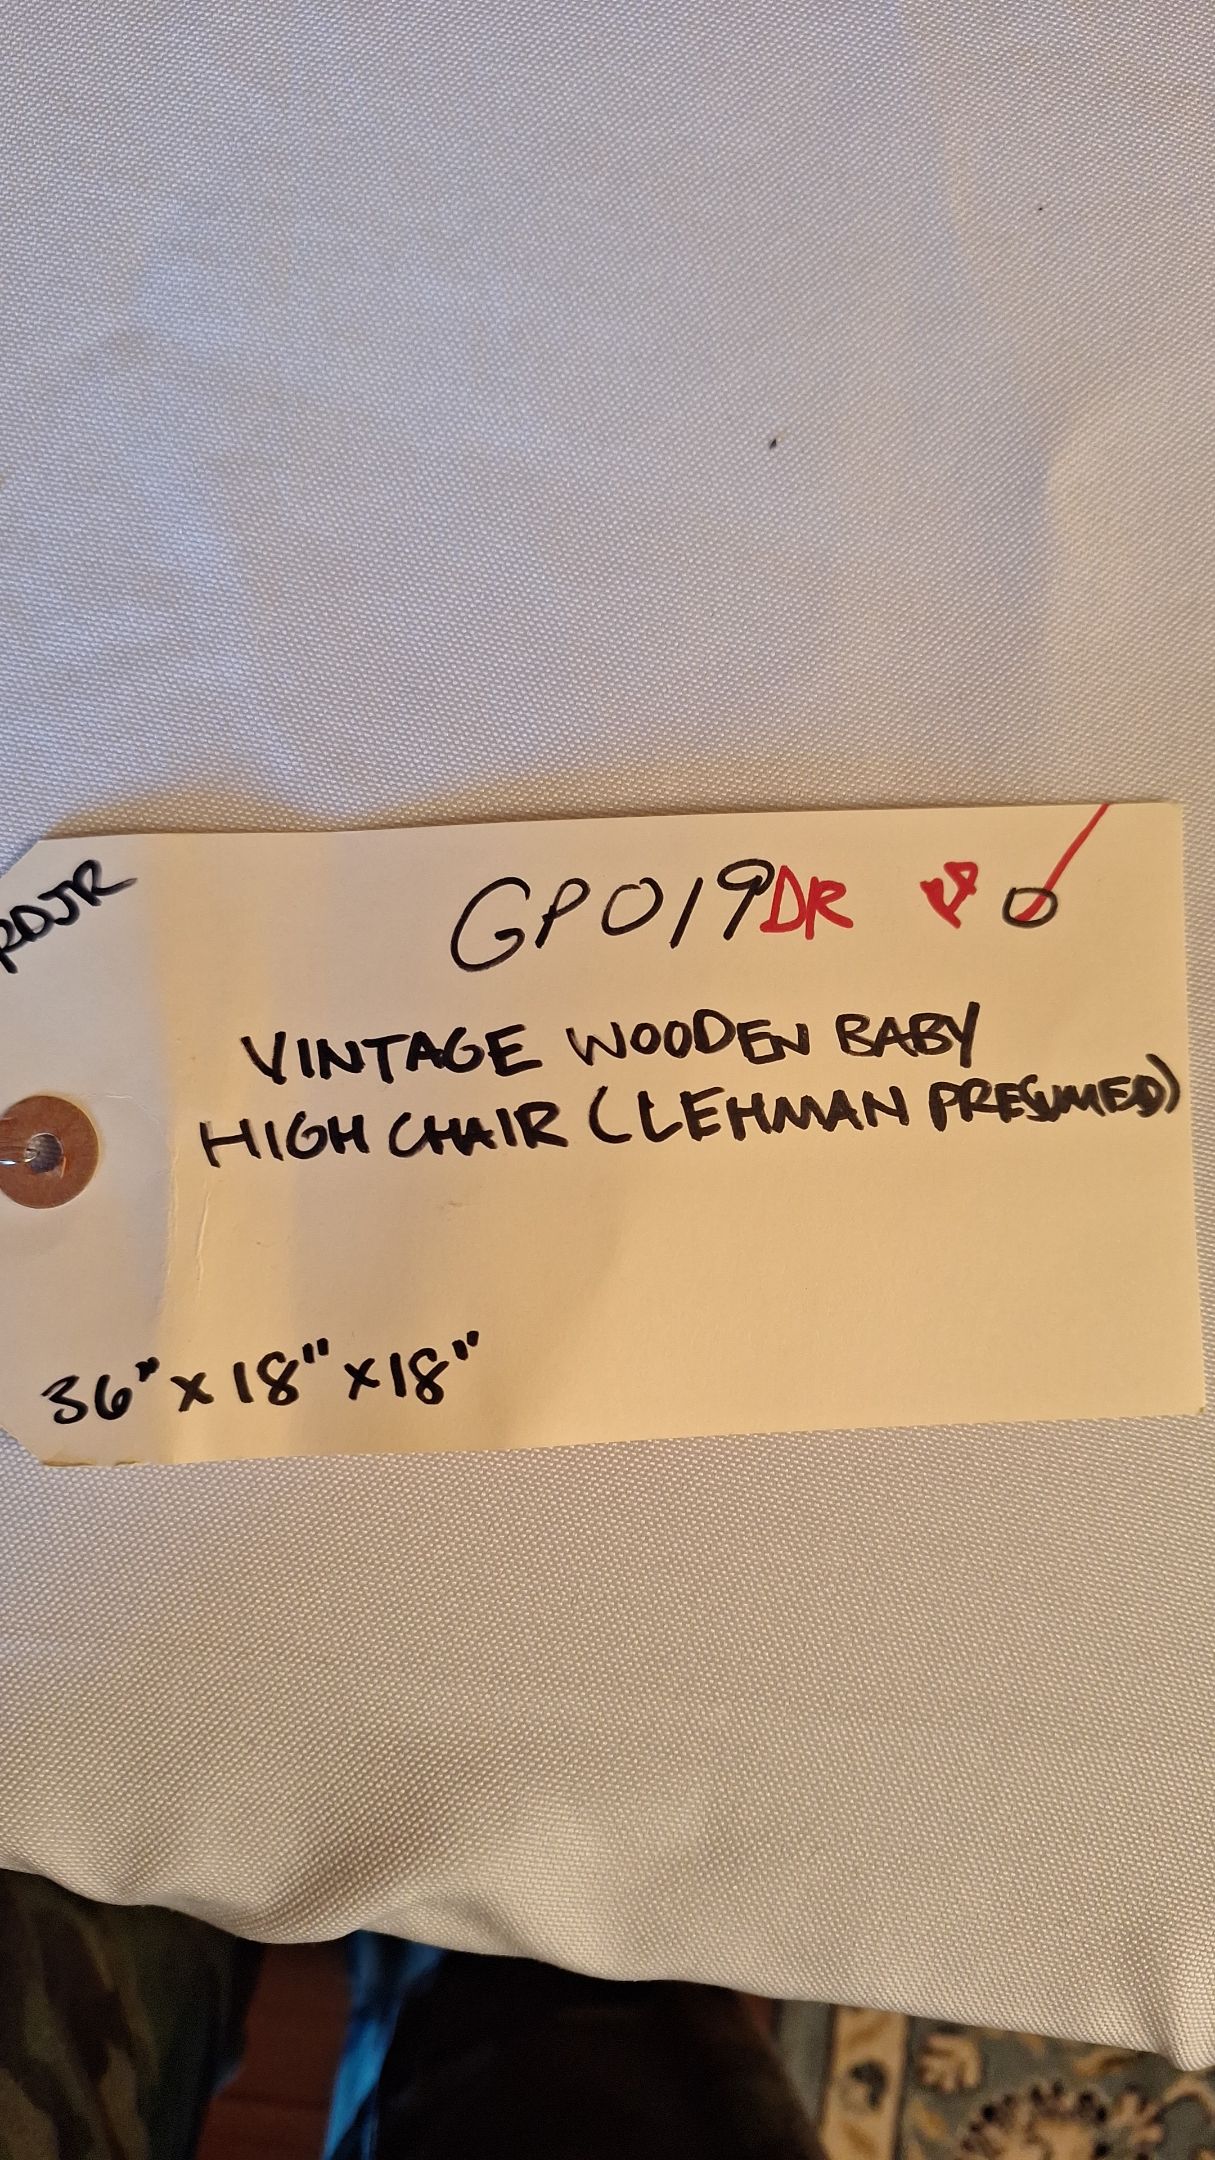 RDJR
GP019DR
VINTAGE WOODEN BABY
HIGH CHAIR (LEHMAN PRESUMED)
36" x 18" x 18"